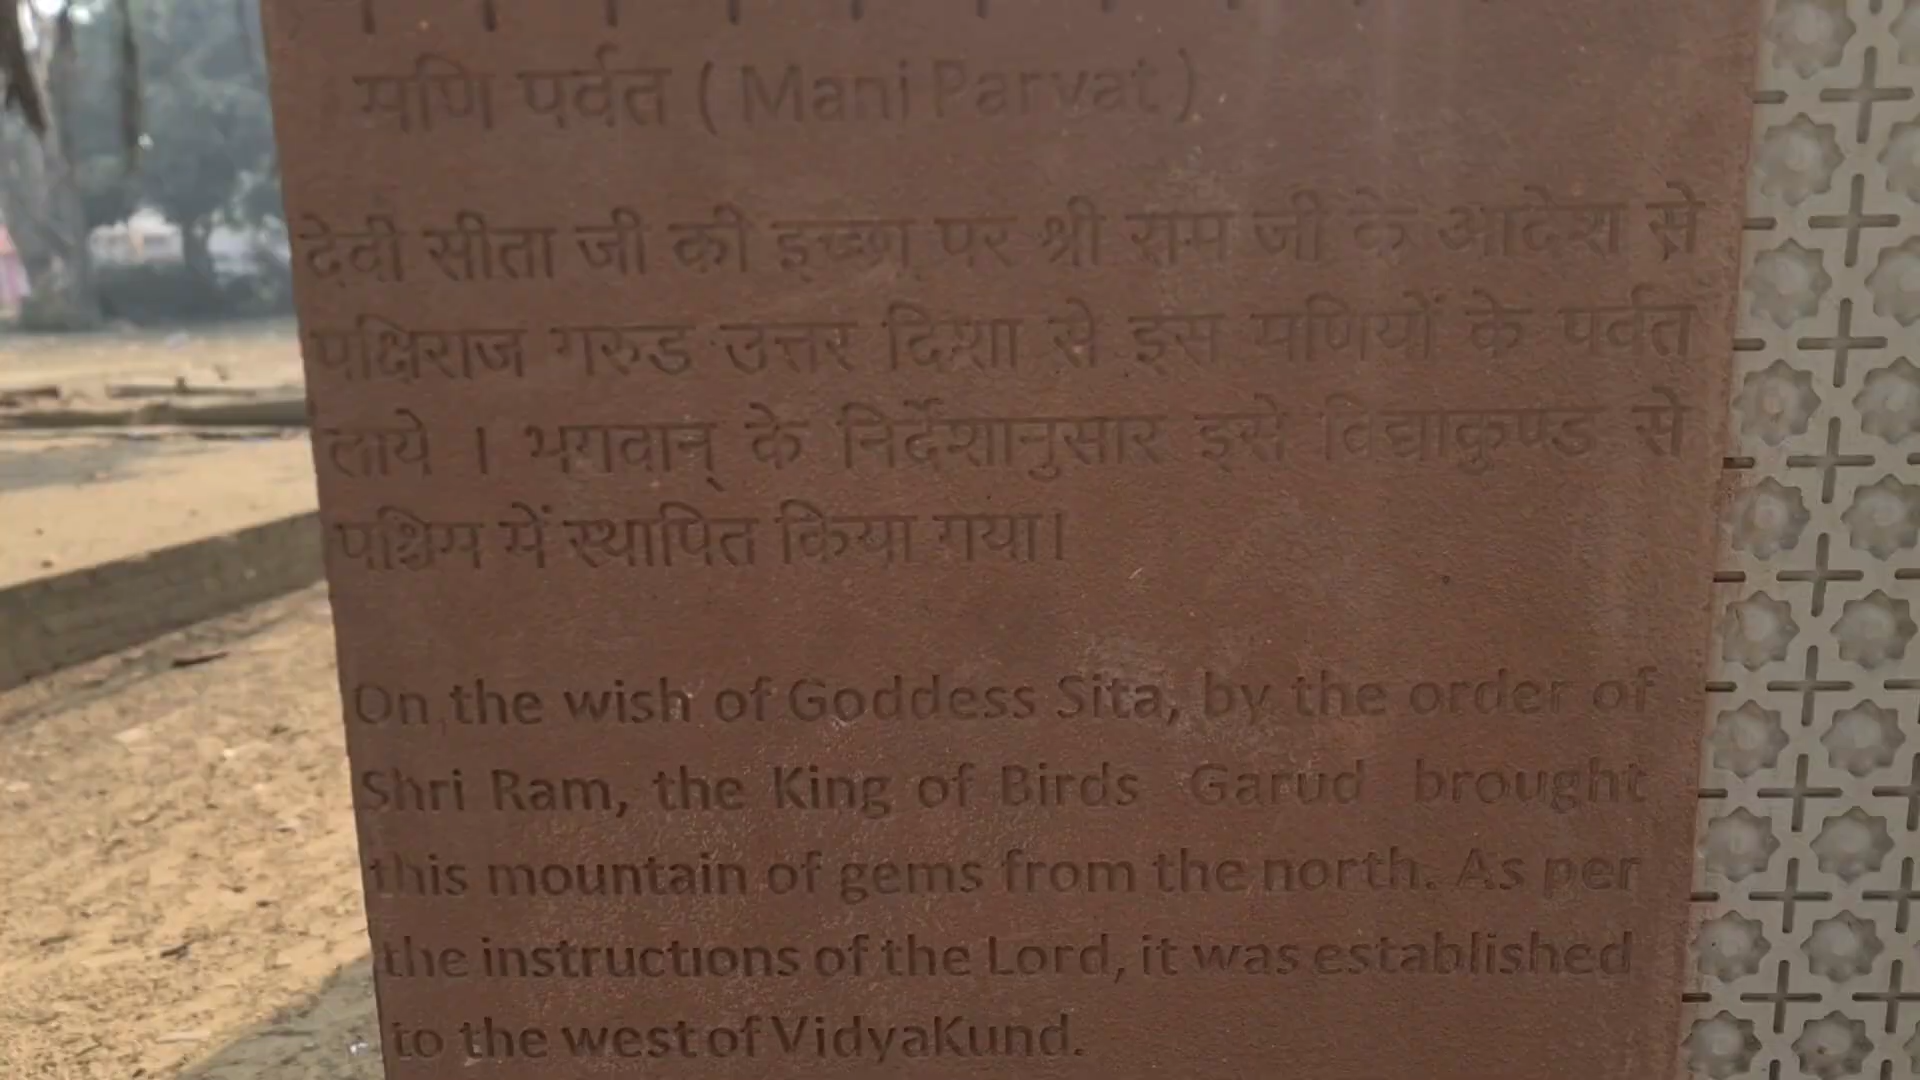 मणि पर्वत ( Mani Parvat )
देवी सीता जी की इच्छा पर श्री राम जी के आदेश से
पक्षिराज गरुड उत्तर दिशा से इस मणियों के पर्वत
लाये । भगवान् के निर्देशानुसार इसे विद्याकुण्ड से
पश्चिम में स्थापित किया गया।
On the wish of Goddess Sita, by the order of
Shri Ram, the King of Birds Garud brought
this mountain of gems from the north. As per
the instructions of the Lord, it was established
to the west of VidyaKund.